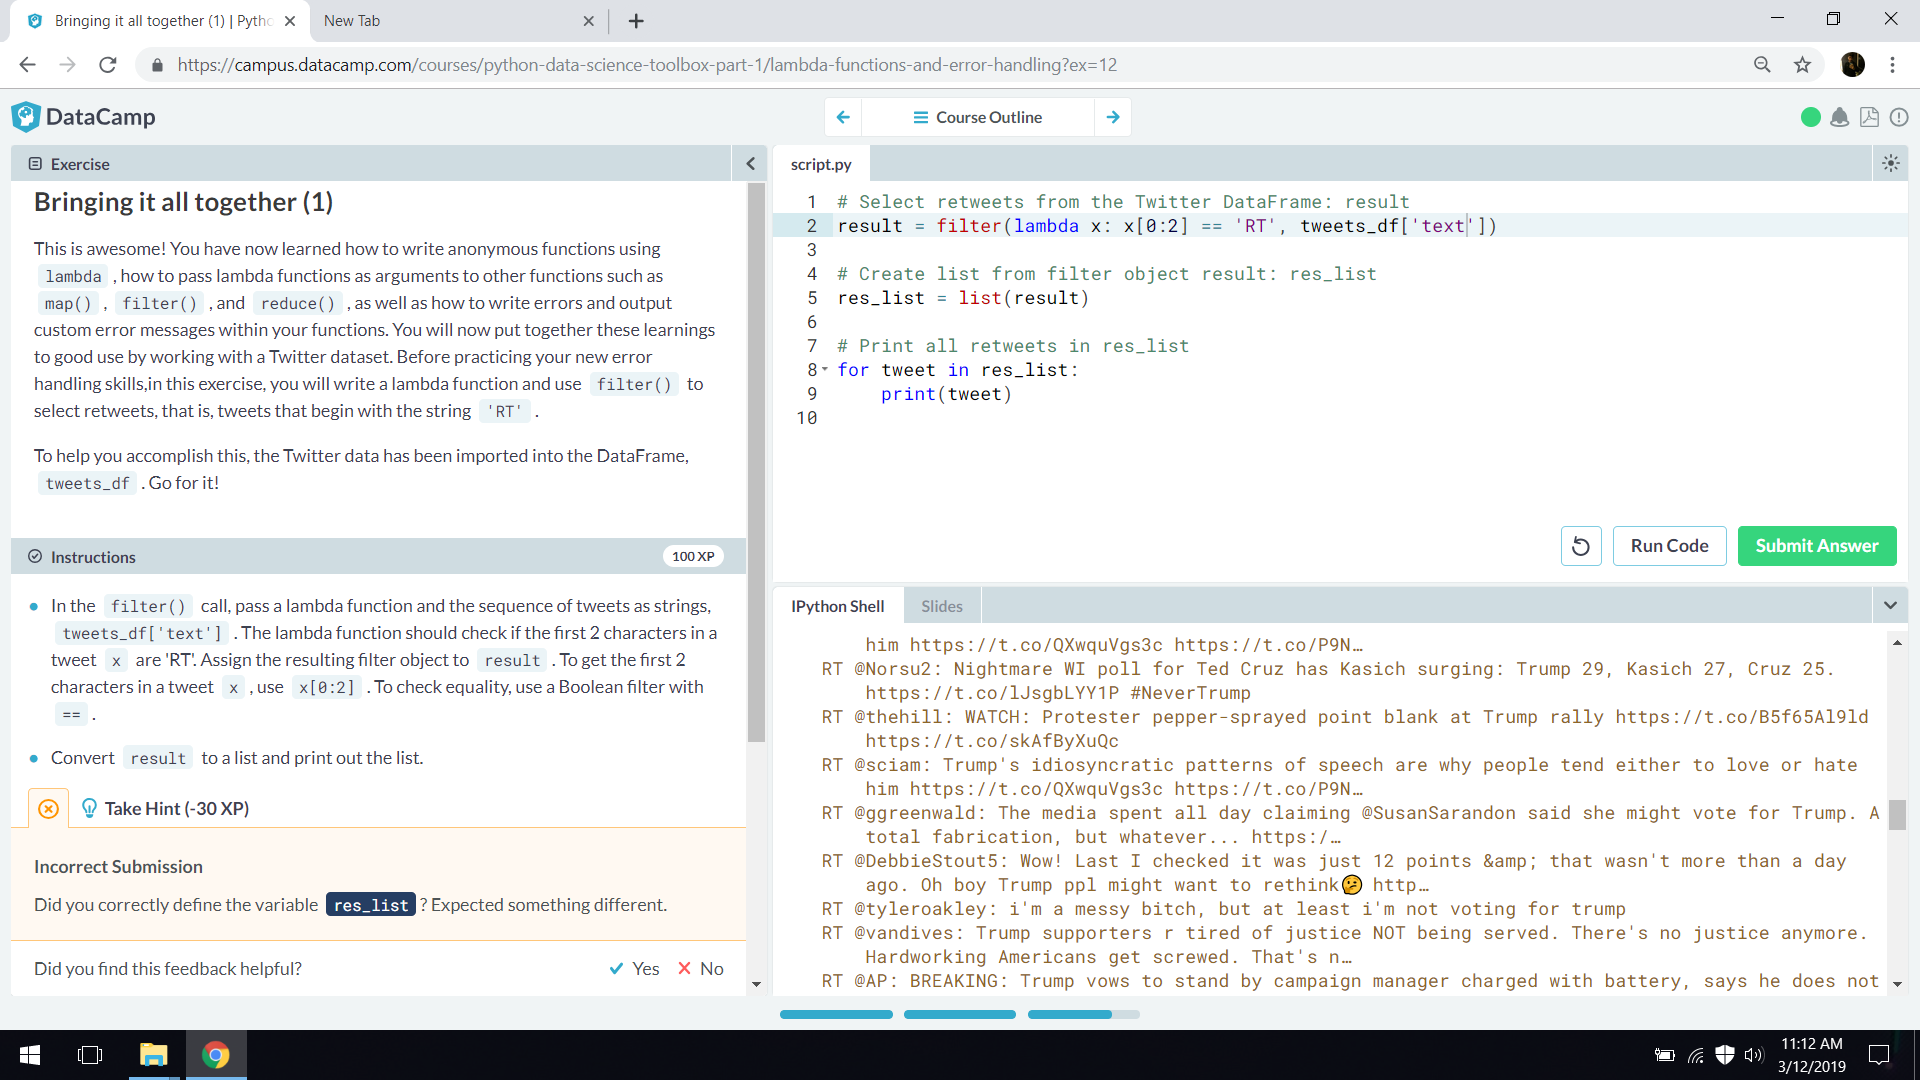 Bringing it all together (1) | Pytho
New Tab
https://campus.datacamp.com/courses/python-data-science-toolbox-part-1/lambda-functions-and-error-handling?ex=12
DataCamp
Course Outline
Exercise
Bringing it all together (1)
This is awesome! You have now learned how to write anonymous functions using
lambda , how to pass lambda functions as arguments to other functions such as
map() , filter() , and reduce() , as well as how to write errors and output
custom error messages within your functions. You will now put together these learnings
to good use by working with a Twitter dataset. Before practicing your new error
handling skills,in this exercise, you will write a lambda function and use filter() to
select retweets, that is, tweets that begin with the string 'RT' .
To help you accomplish this, the Twitter data has been imported into the DataFrame,
tweets_df . Go for it!
Instructions
100 XP
In the filter() call, pass a lambda function and the sequence of tweets as strings,
tweets_df['text'] . The lambda function should check if the first 2 characters in a
tweet x are 'RT'. Assign the resulting filter object to result . To get the first 2
characters in a tweet x , use x[0:2] . To check equality, use a Boolean filter with
== .
Convert result to a list and print out the list.
Take Hint (-30 XP)
Incorrect Submission
Did you correctly define the variable res_list ? Expected something different.
Did you find this feedback helpful?
Yes
No
script.py
1 # Select retweets from the Twitter DataFrame: result
2 result = filter(lambda x: x[0:2] == 'RT', tweets_df['text'])
3
4 # Create list from filter object result: res_list
5 res_list = list(result)
6
7 # Print all retweets in res_list
8 for tweet in res_list:
9 print(tweet)
10
Run Code
Submit Answer
IPython Shell
Slides
him https://t.co/QXwquVgs3c https://t.co/P9N…
RT @Norsu2: Nightmare WI poll for Ted Cruz has Kasich surging: Trump 29, Kasich 27, Cruz 25.
https://t.co/lJsgbLYY1P #NeverTrump
RT @thehill: WATCH: Protester pepper-sprayed point blank at Trump rally https://t.co/B5f65Al9ld
https://t.co/skAfByXuQc
RT @sciam: Trump's idiosyncratic patterns of speech are why people tend either to love or hate
him https://t.co/QXwquVgs3c https://t.co/P9N…
RT @ggreenwald: The media spent all day claiming @SusanSarandon said she might vote for Trump. A
total fabrication, but whatever... https:/…
RT @DebbieStout5: Wow! Last I checked it was just 12 points &amp; that wasn't more than a day
ago. Oh boy Trump ppl might want to rethink🤔 http…
RT @tyleroakley: i'm a messy bitch, but at least i'm not voting for trump
RT @vandives: Trump supporters r tired of justice NOT being served. There's no justice anymore.
Hardworking Americans get screwed. That's n…
RT @AP: BREAKING: Trump vows to stand by campaign manager charged with battery, says he does not
11:12 AM
3/12/2019